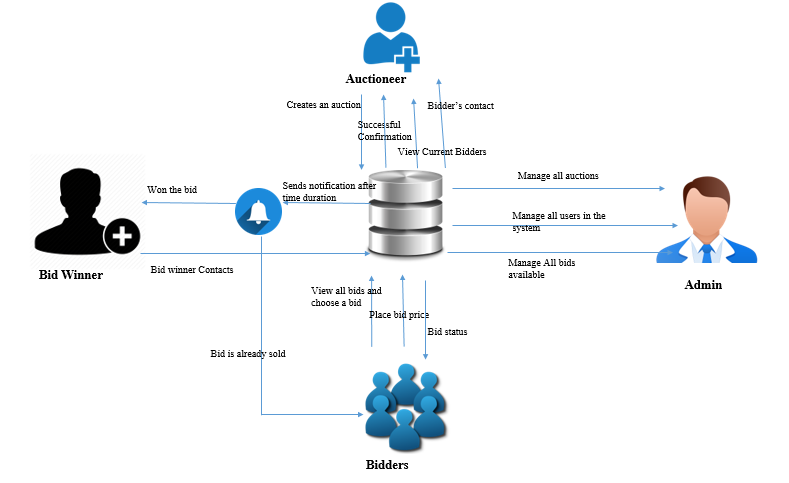 Auctioneer
Creates an auction
Bidder's contact
Successful
Confirmation
View Current Bidders
Manage all auctions
Won the bid
Sends notification after
time duration
Manage all users in the
system
Bid Winner
Bid winner Contacts
Manage All bids
available
Admin
View all bids and
choose a bid
Place bid price
Bid status
Bid is already sold
Bidders